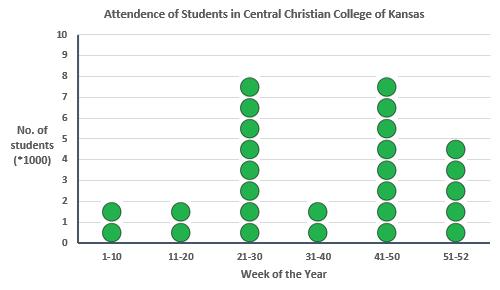 Attendence of Students in Central Christian College of Kansas
10
9
8
7
6
5
4
3
2
1
0
No. of
students
(*1000)
1-10 11-20 21-30 31-40 41-50 51-52
Week of the Year